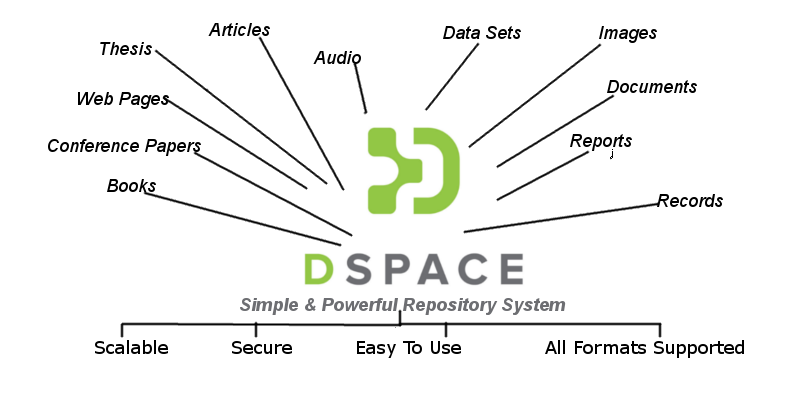 Articles
Data Sets
Images
Thesis
Audio
Web Pages
Documents
Conference Papers
Reports
Books
Records
DSPACE
Simple & Powerful Repository System
Scalable
Secure
Easy To Use
All Formats Supported